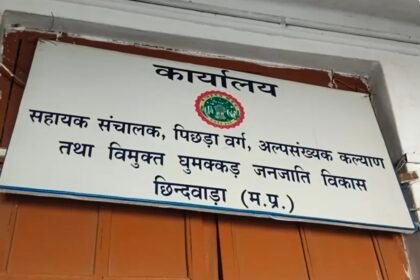 कार्यालय
सहायक संचालक, पिछड़ा वर्ग, अल्पसंख्यक कल्याण
तथा विमुक्त घुमक्कड़ जनजाति विकास
छिन्दवाड़ा (म.प्र.)